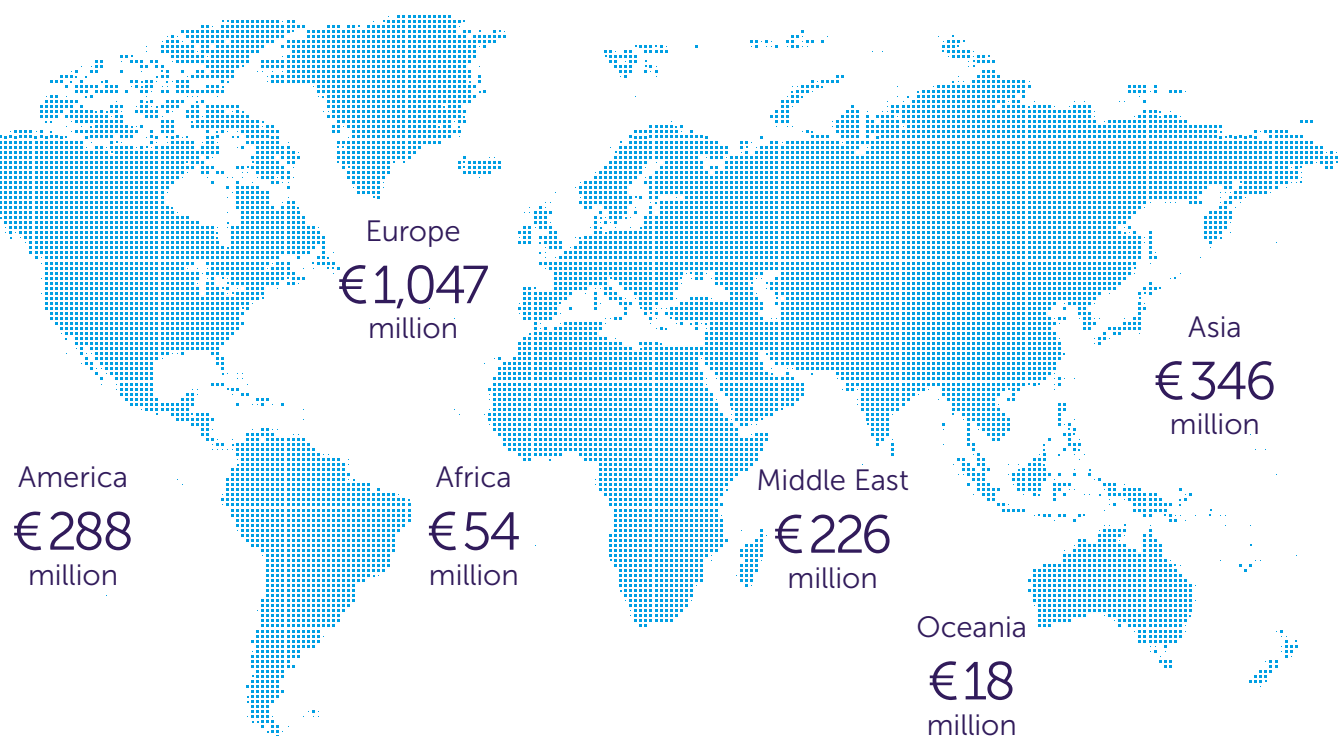 Europe
€1,047
million
Asia
€346
million
America
€288
million
Africa
€54
million
Middle East
€226
million
Oceania
€18
million